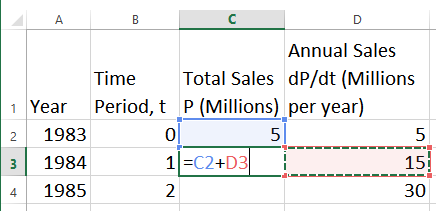 A B C D
Annual Sales
Time Total Sales dP/dt (Millions
1 Year Period, t P (Millions) per year)
2 1983 0 5 5
3 1984 1 =C2+D3 15
4 1985 2 30